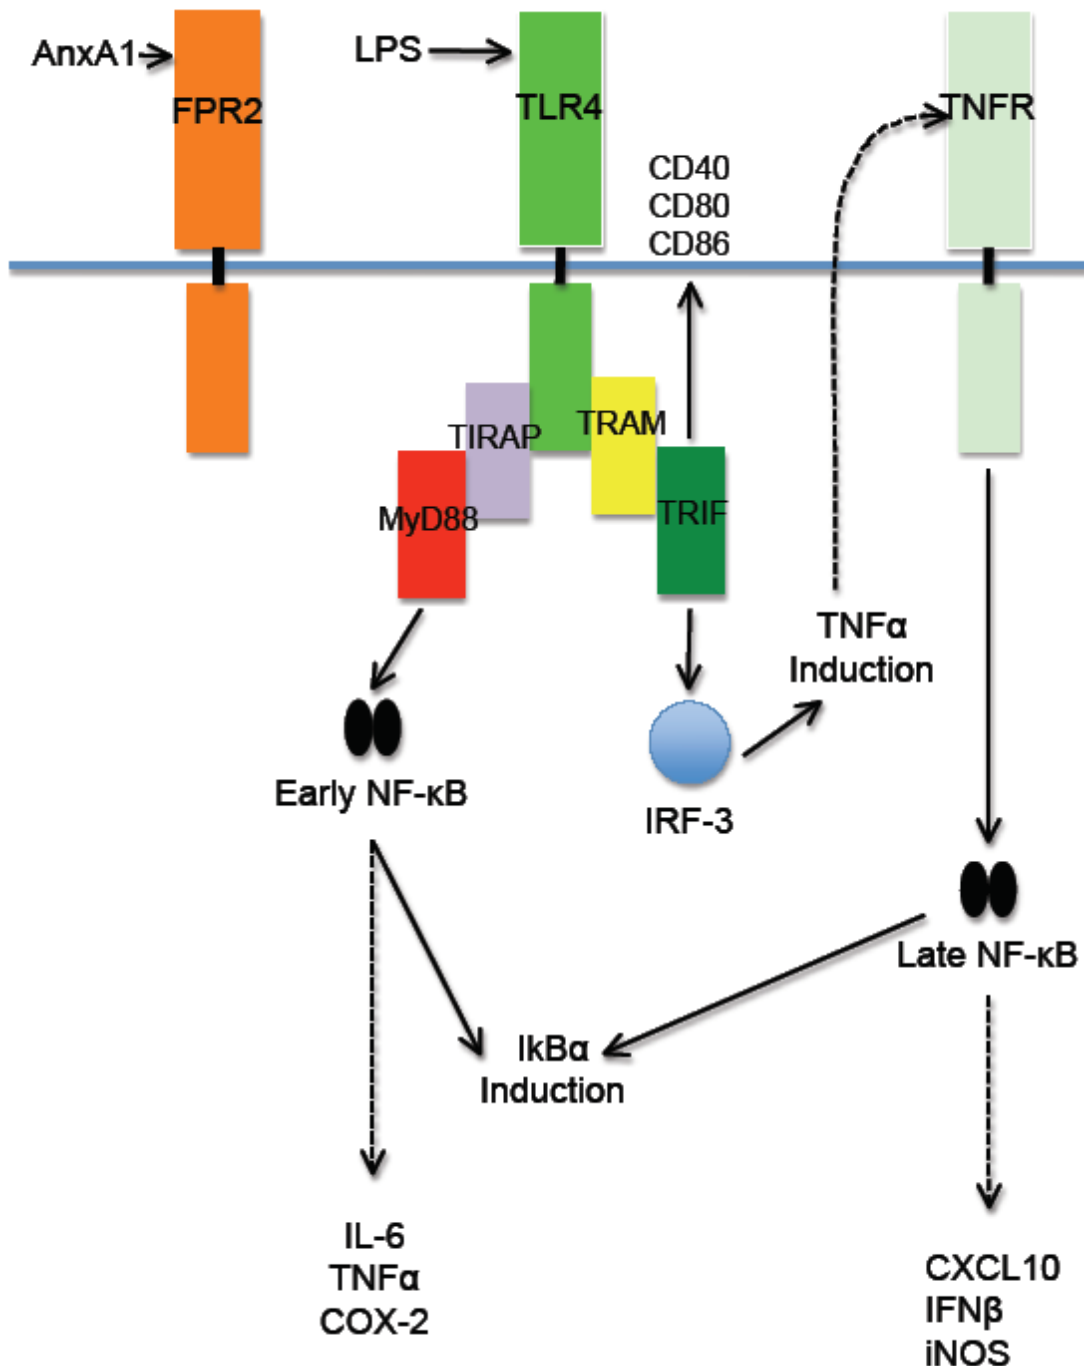 AnxA1
FPR2
LPS
TLR4
TNFR
CD40
CD80
CD86
TIRAP
TRAM
MyD88
TRIF
TNFα
Induction
Early NF-κB
IRF-3
Late NF-κB
IkBα
Induction
IL-6
TNFα
COX-2
CXCL10
IFNβ
iNOS